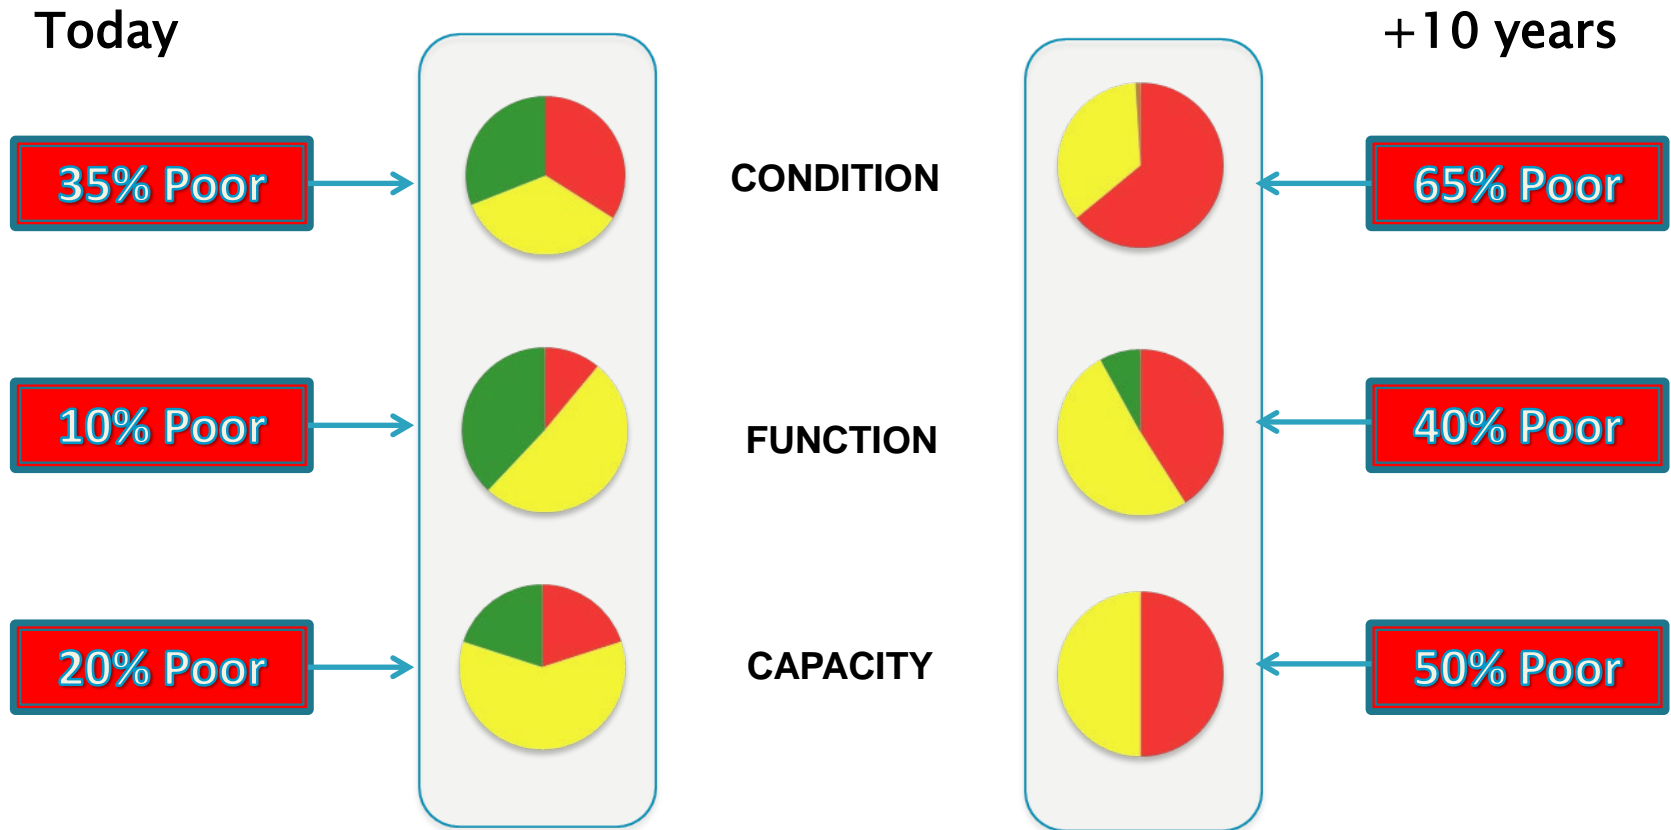 Today
+10 years
35% Poor
CONDITION
65% Poor
10% Poor
FUNCTION
40% Poor
20% Poor
CAPACITY
50% Poor